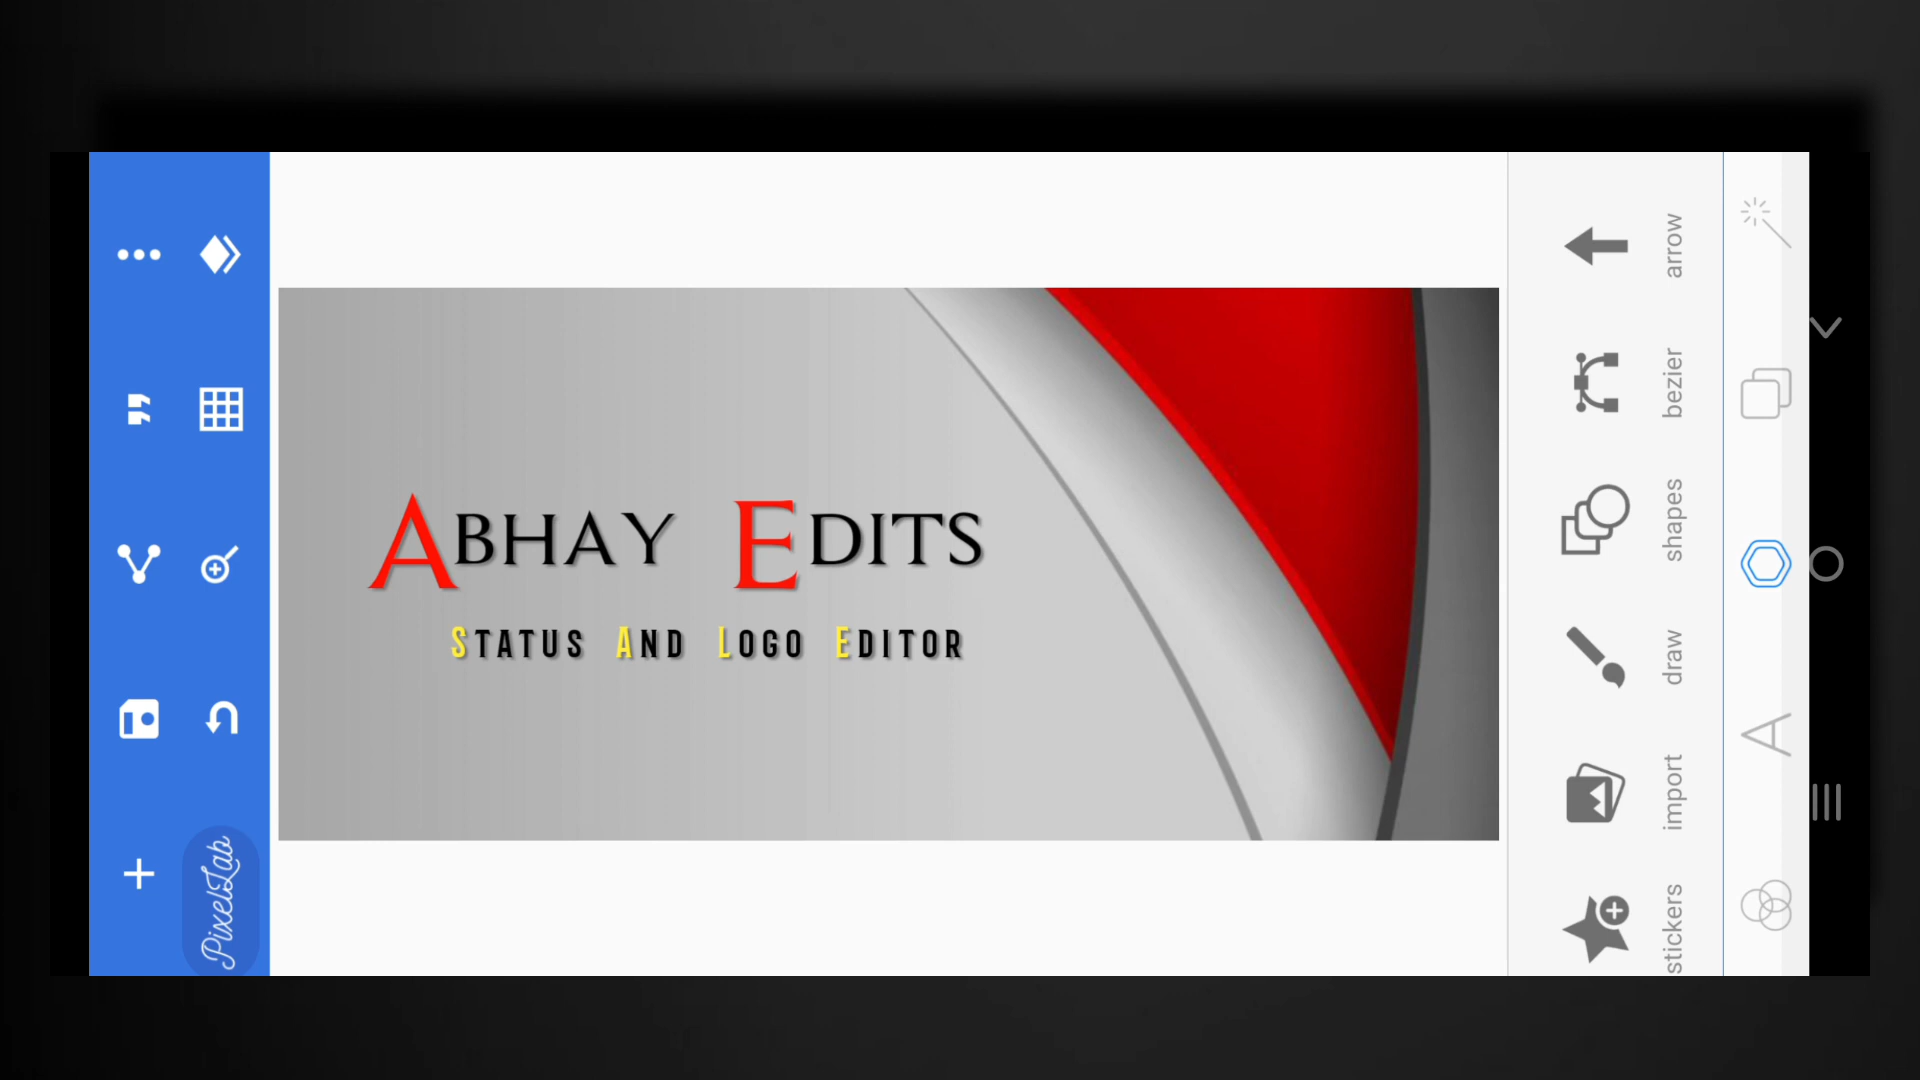 ABHAY EDITS
STATUS AND LOGO EDITOR
PixelLab
arrow
bezier
shapes
draw
import
stickers